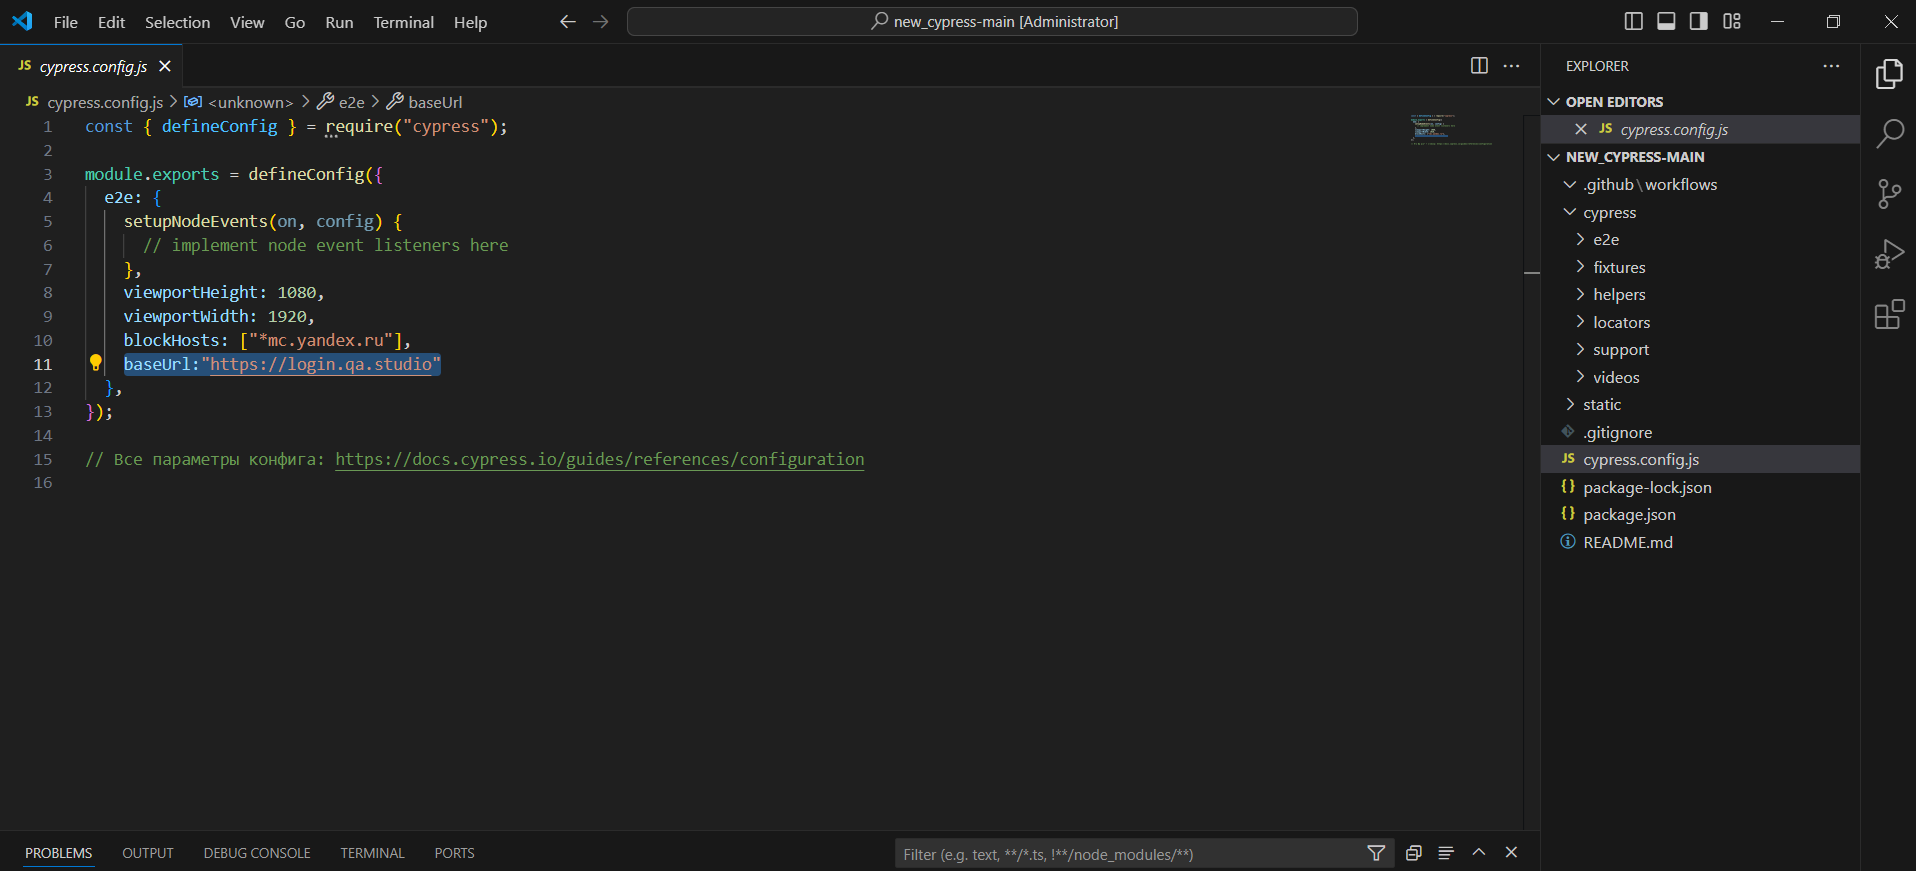 File Edit Selection View Go Run Terminal Help new_cypress-main [Administrator]
JS cypress.config.js
JS cypress.config.js > <unknown> > e2e > baseUrl
1 const { defineConfig } = require("cypress");
2
3 module.exports = defineConfig({
4 e2e: {
5 setupNodeEvents(on, config) {
6 // implement node event listeners here
7 },
8 viewportHeight: 1080,
9 viewportWidth: 1920,
10 blockHosts: ["*mc.yandex.ru"],
11 baseUrl:"https://login.qa.studio"
12 },
13 });
14
15 // Все параметры конфига: https://docs.cypress.io/guides/references/configuration
16
EXPLORER
OPEN EDITORS
JS cypress.config.js
NEW_CYPRESS-MAIN
.github\workflows
cypress
e2e
fixtures
helpers
locators
support
videos
static
.gitignore
JS cypress.config.js
{} package-lock.json
{} package.json
README.md
PROBLEMS OUTPUT DEBUG CONSOLE TERMINAL PORTS Filter (e.g. text, **/*.ts, !**/node_modules/**)